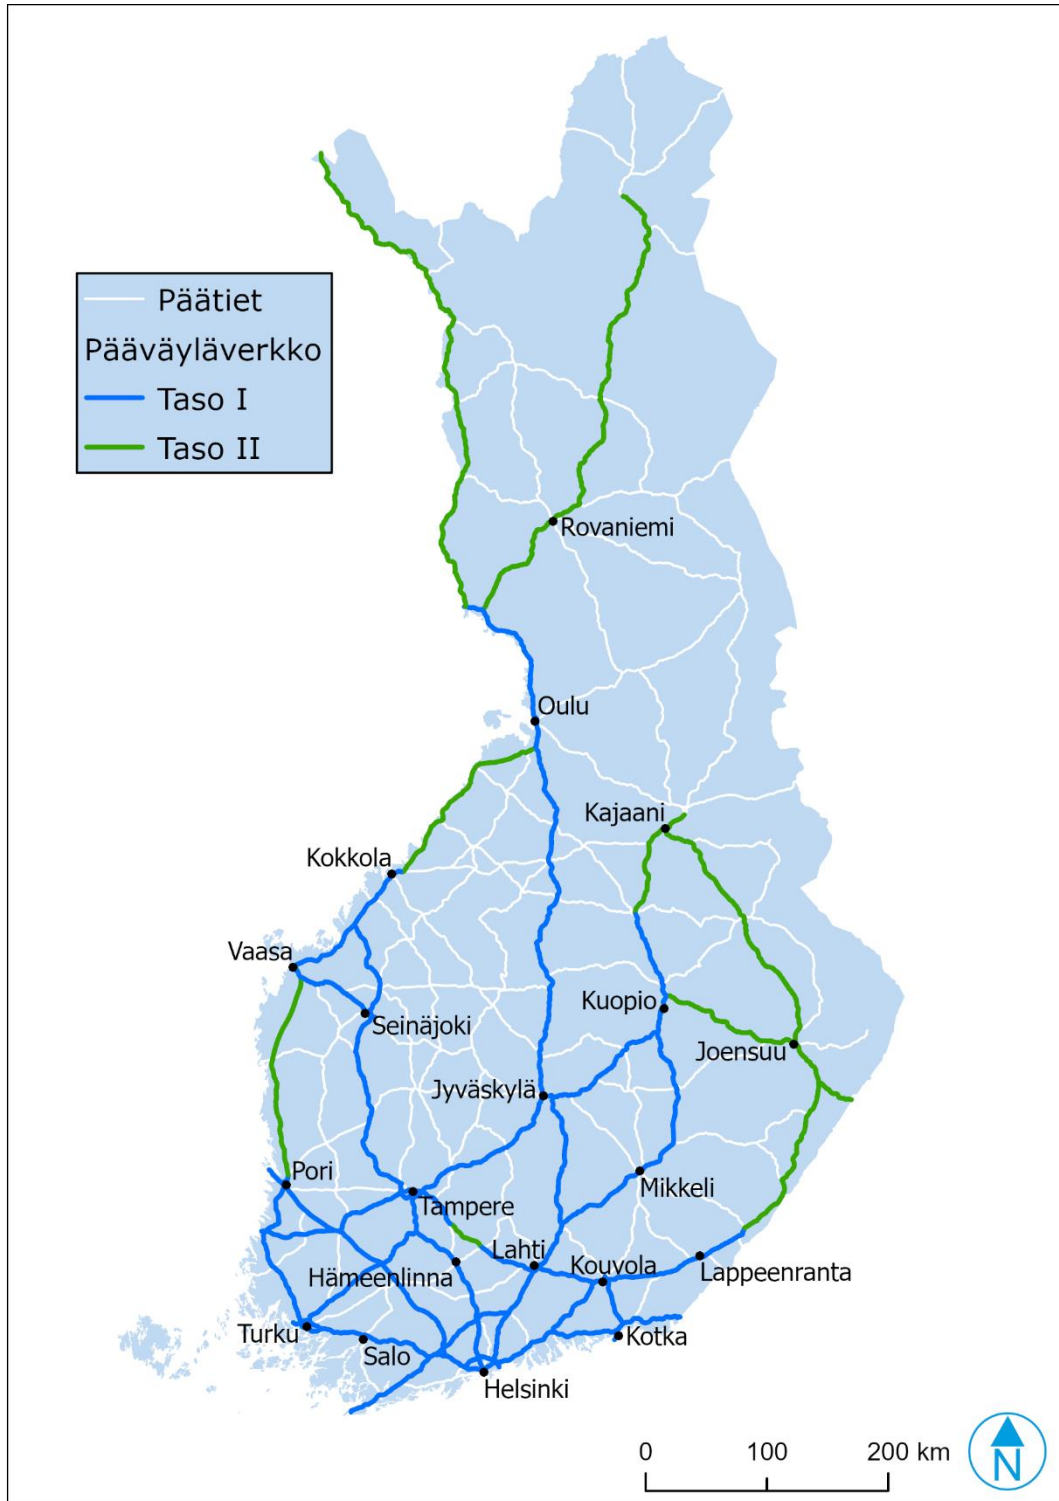 Päätiet
Pääväyläverkko
Taso I
Taso II
Rovaniemi
Oulu
Kajaani
Kokkola
Vaasa
Seinäjoki
Kuopio
Joensuu
Jyväskylä
Pori
Tampere
Mikkeli
Lahti
Hämeenlinna
Kouvola
Lappeenranta
Turku
Salo
Kotka
Helsinki
0 100 200 km
N